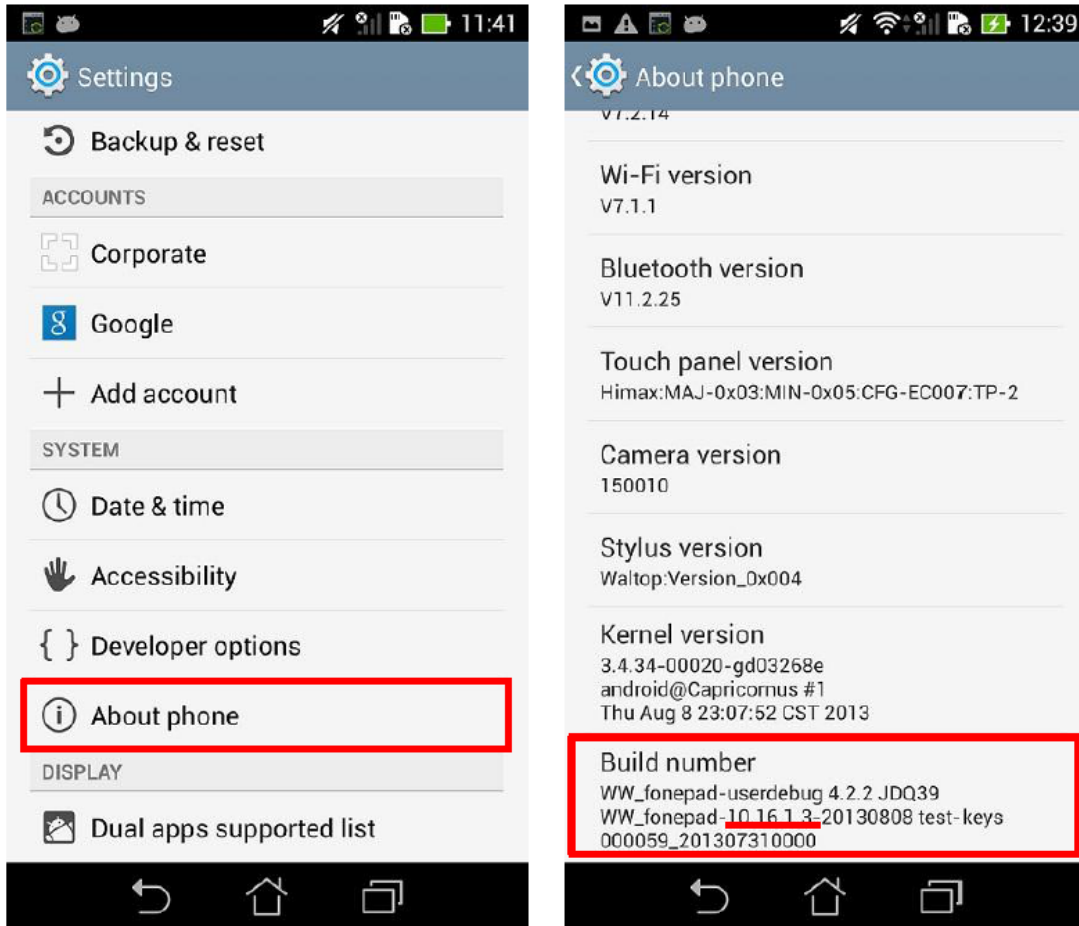 11:41
Settings
Backup & reset
ACCOUNTS
Corporate
8 Google
Add account
SYSTEM
Date & time
Accessibility
{ } Developer options
About phone
DISPLAY
Dual apps supported list
12:39
About phone
V7.2.14
Wi-Fi version
V7.1.1
Bluetooth version
V11.2.25
Touch panel version
Himax:MAJ-0x03:MIN-0x05:CFG-EC007:TP-2
Camera version
150010
Stylus version
Waltop:Version_0x004
Kernel version
3.4.34-00020-gd03268e
android@Capricornus #1
Thu Aug 8 23:07:52 CST 2013
Build number
WW_fonepad-userdebug 4.2.2 JDQ39
WW_fonepad-10.16.1.3-20130808 test-keys
000059_201307310000